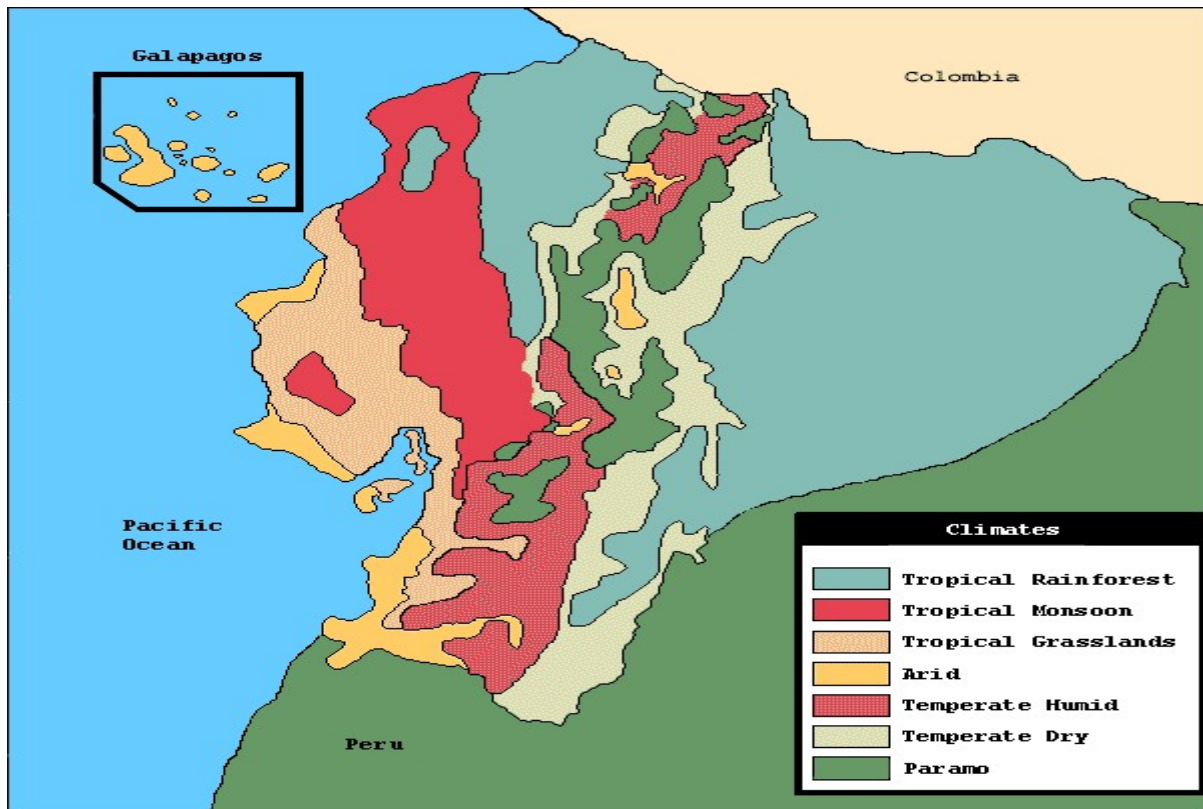 Galapagos
Colombia
Pacific
Ocean
Peru
Climates
Tropical Rainforest
Tropical Monsoon
Tropical Grasslands
Arid
Temperate Humid
Temperate Dry
Paramo